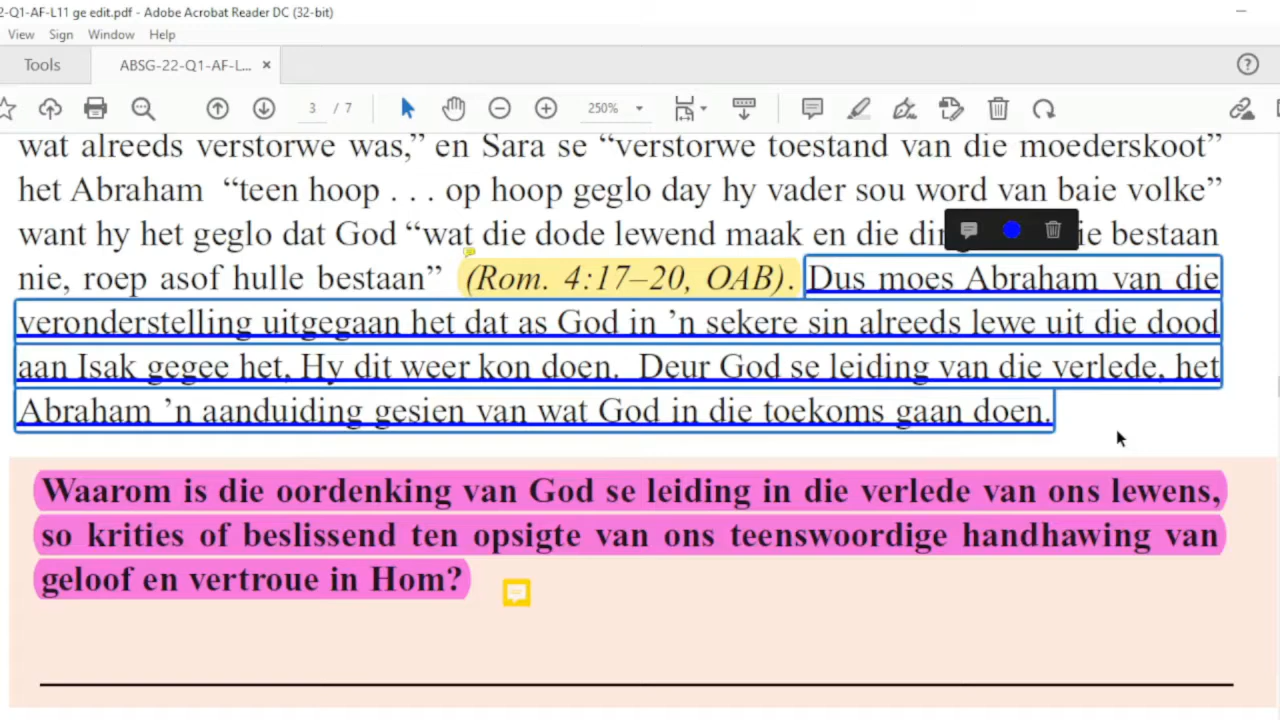 2-Q1-AF-L11 ge edit.pdf - Adobe Acrobat Reader DC (32-bit)
View Sign Window Help
Tools ABSG-22-Q1-AF-L... ×
3 / 7 250%
wat alreeds verstorwe was,” en Sara se “verstorwe toestand van die moederskoot”
het Abraham “teen hoop . . . op hoop geglo day hy vader sou word van baie volke”
want hy het geglo dat God “wat die dode lewend maak en die bestaan
nie, roep asof hulle bestaan” (Rom. 4:17–20, OAB). Dus moes Abraham van die
veronderstelling uitgegaan het dat as God in ’n sekere sin alreeds lewe uit die dood
aan Isak gegee het, Hy dit weer kon doen. Deur God se leiding van die verlede, het
Abraham ’n aanduiding gesien van wat God in die toekoms gaan doen.
Waarom is die oordenking van God se leiding in die verlede van ons lewens,
so krities of beslissend ten opsigte van ons teenswoordige handhawing van
geloof en vertroue in Hom?